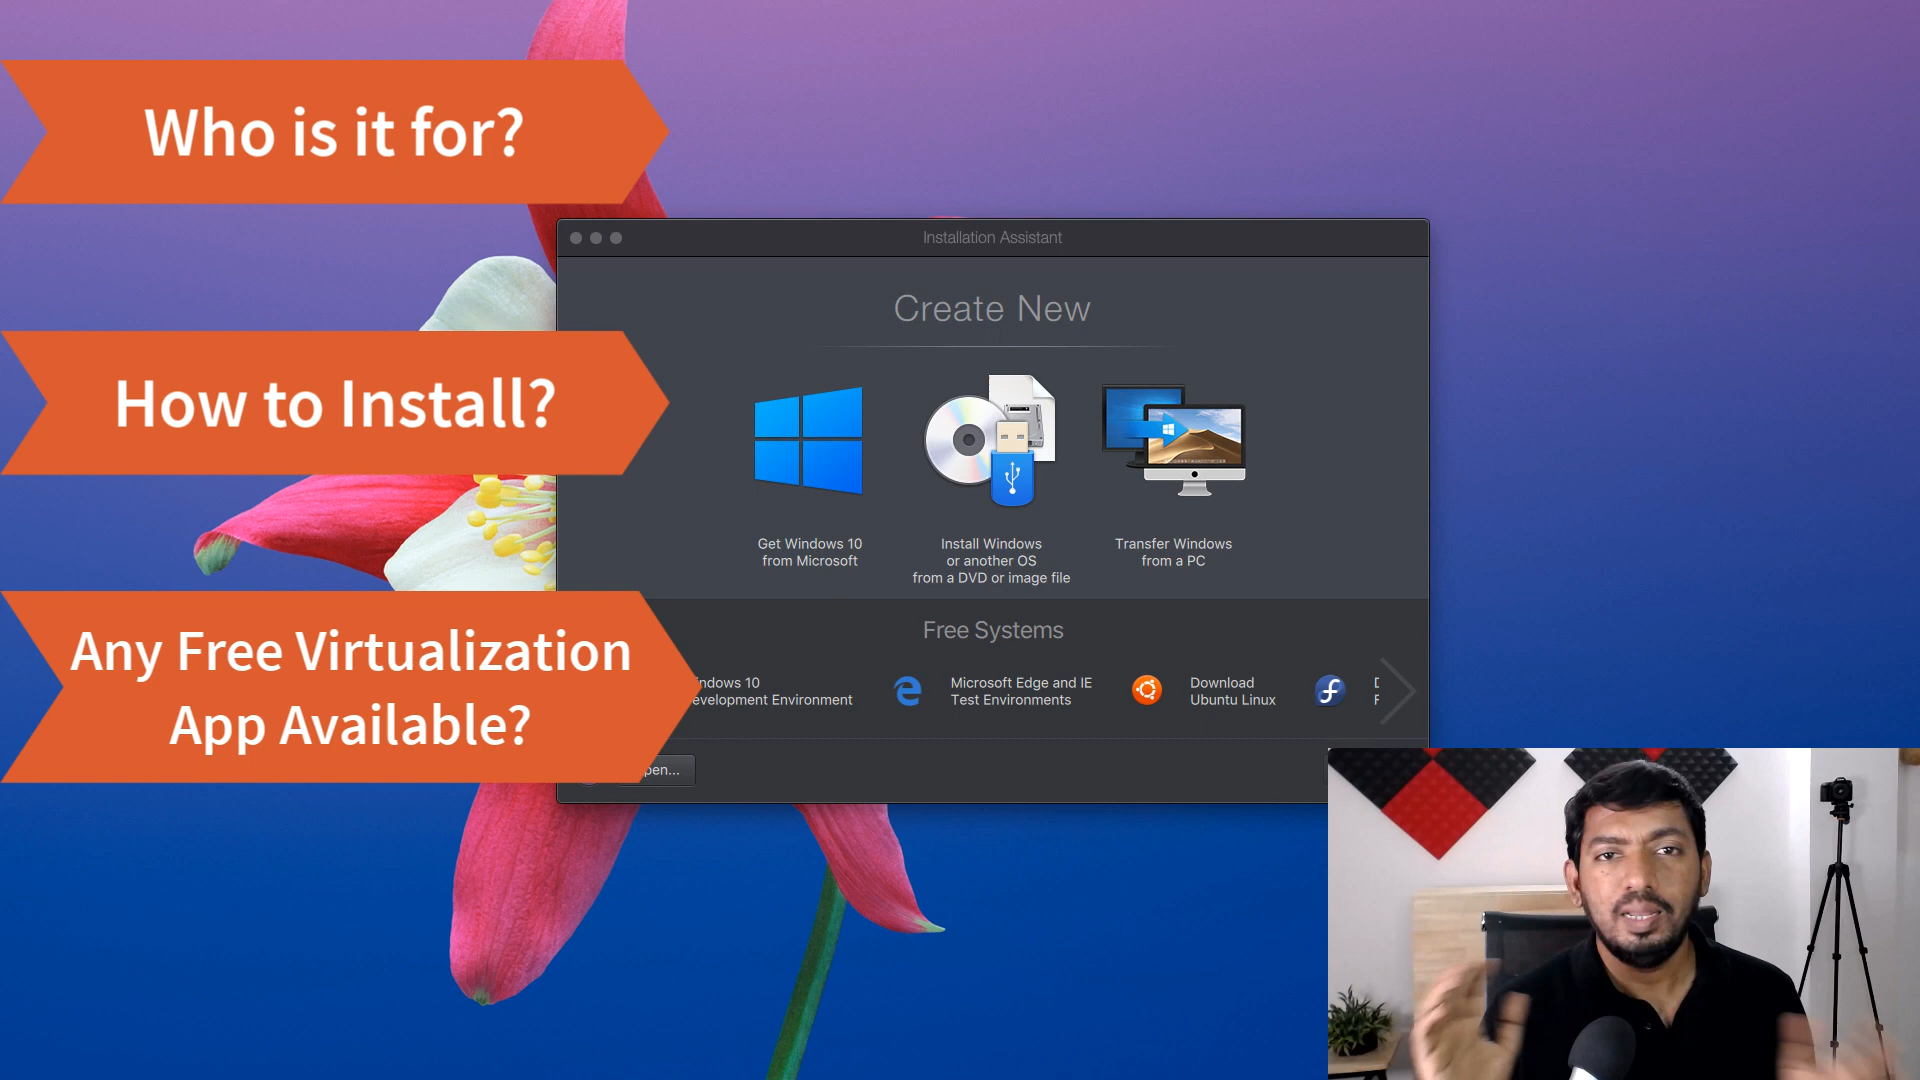 Who is it for?
Installation Assistant
Create New
How to Install?
Get Windows 10
from Microsoft
Install Windows
or another OS
from a DVD or image file
Transfer Windows
from a PC
Any Free Virtualization
App Available?
Free Systems
10
Environment
Microsoft Edge and IE
Test Environments
Download
Ubuntu Linux